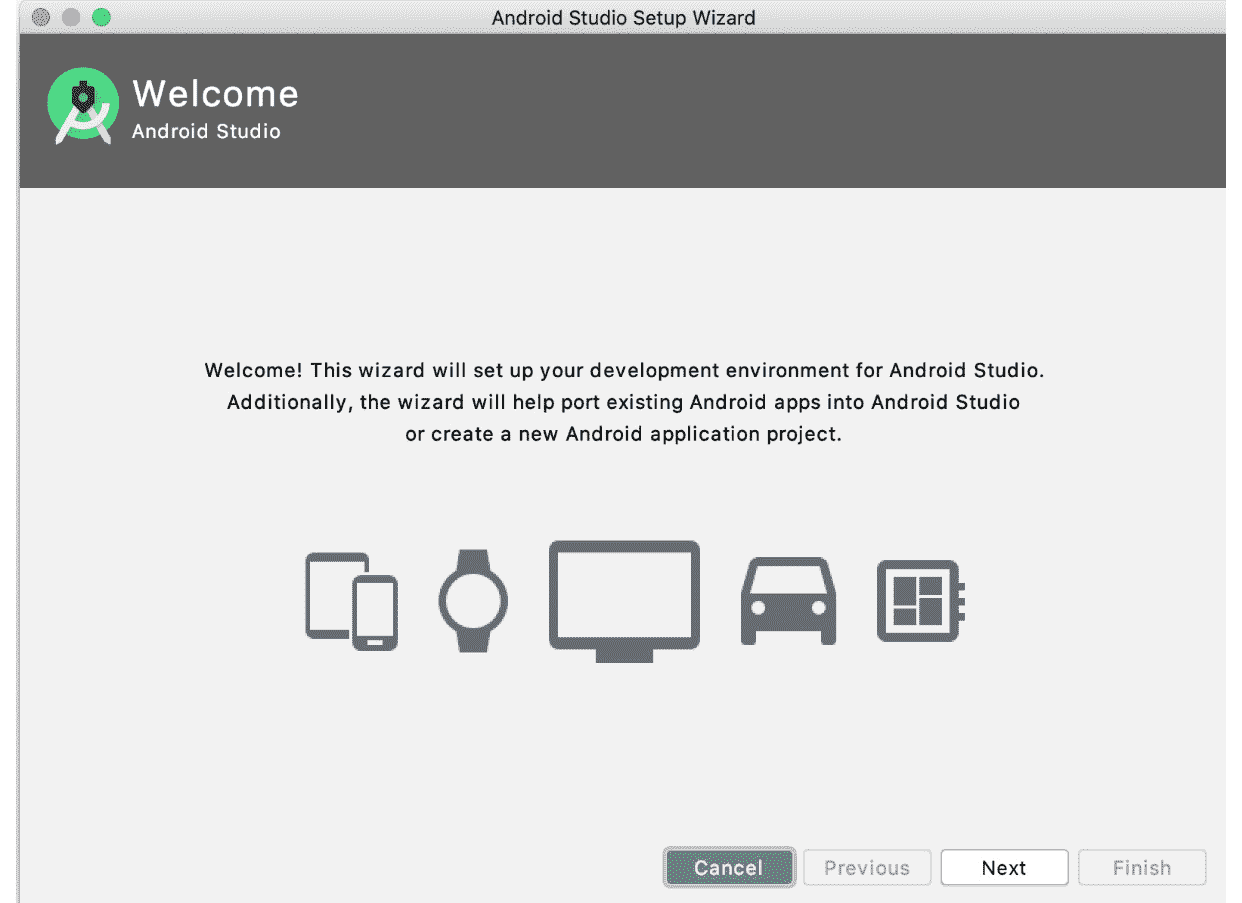 Android Studio Setup Wizard
Welcome
Android Studio
Welcome! This wizard will set up your development environment for Android Studio.
Additionally, the wizard will help port existing Android apps into Android Studio
or create a new Android application project.
Cancel Previous Next Finish